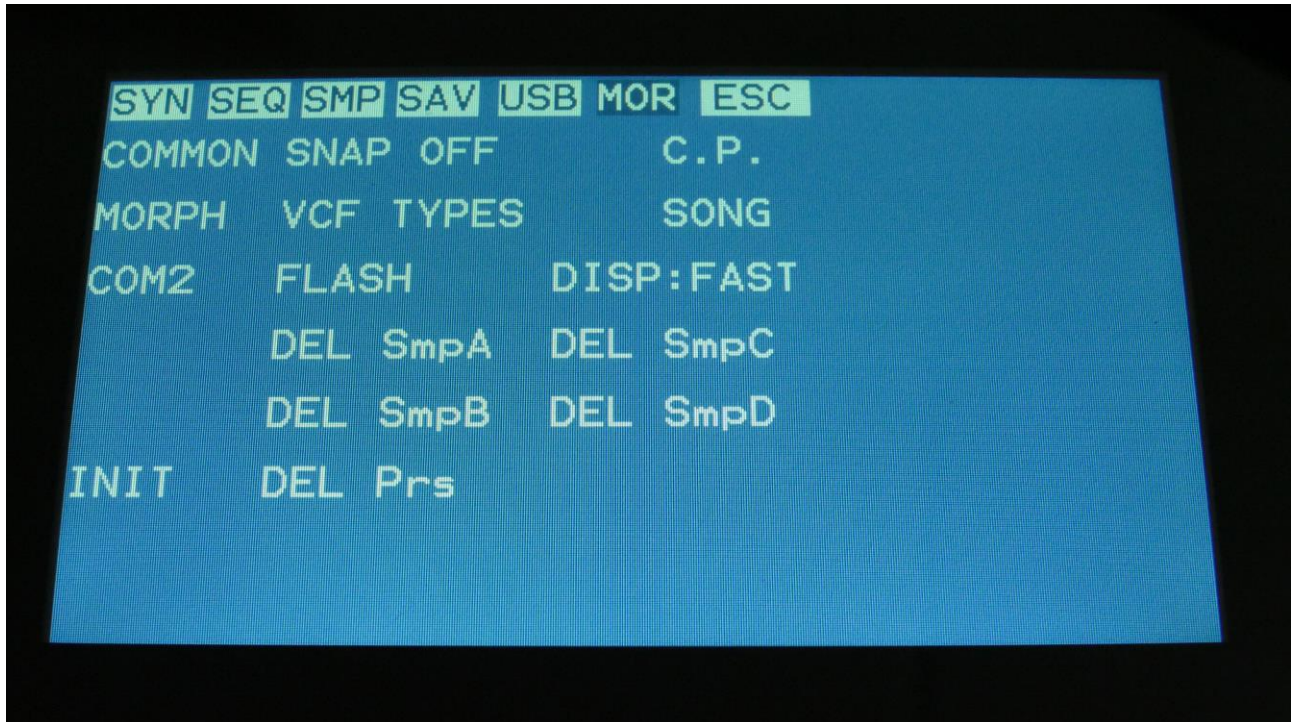 SYN SEQ SMP SAV USB MOR ESC
COMMON SNAP OFF C.P.
MORPH VCF TYPES SONG
COM2 FLASH DISP:FAST
DEL SmpA DEL SmpC
DEL SmpB DEL SmpD
INIT DEL Prs